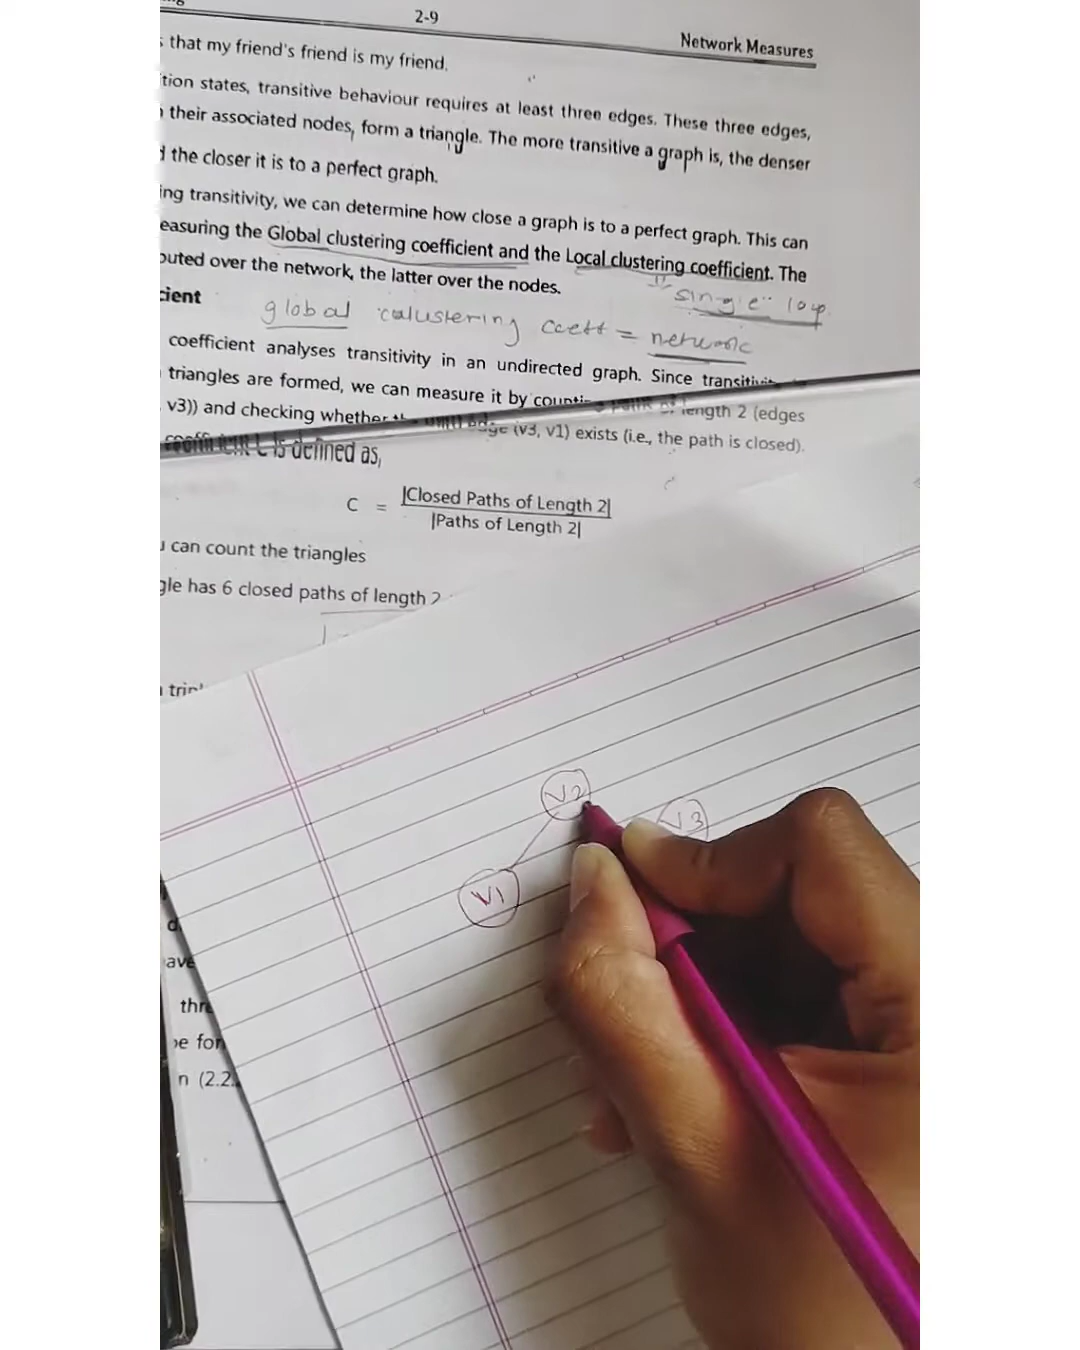 2-9
Network Measures
that my friend's friend is my friend.
tion states, transitive behaviour requires at least three edges. These three edges,
their associated nodes, form a triangle. The more transitive a graph is, the denser
the closer it is to a perfect graph.
ing transitivity, we can determine how close a graph is to a perfect graph. This can
easuring the Global clustering coefficient and the Local clustering coefficient. The
outed over the network, the latter over the nodes.
single loop
cient
global calustering coeff = network
coefficient analyses transitivity in an undirected graph. Since
triangles are formed, we can measure it by length 2 (edges
v3)) and checking whether (v3, v1) exists (i.e., the path is closed).
is defined as,
C = |Closed Paths of Length 2|
|Paths of Length 2|
can count the triangles
gle has 6 closed paths of length 2
V2
V3
V1
ave
n (2.2.